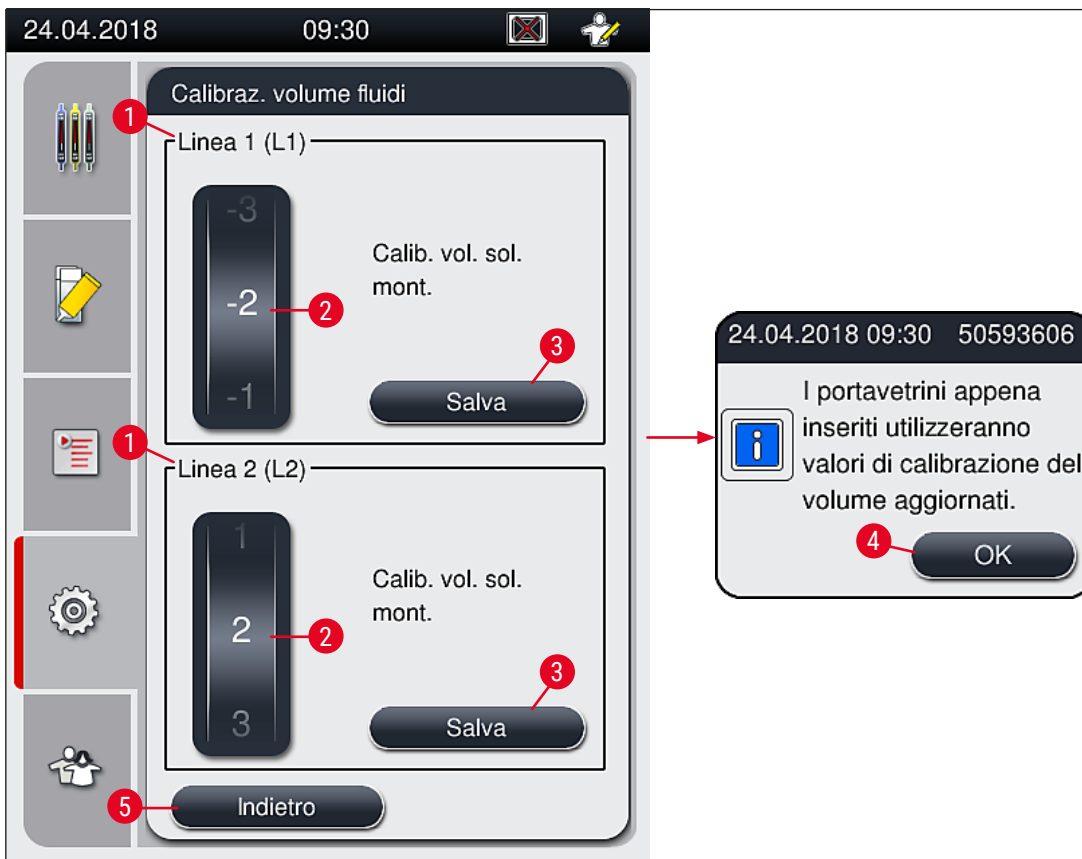 24.04.2018 09:30
Calibraz. volume fluidi
1
Linea 1 (L1)
-3
-2
-1
2
Calib. vol. sol.
mont.
3
Salva
1
Linea 2 (L2)
1
2
3
2
Calib. vol. sol.
mont.
3
Salva
5
Indietro
24.04.2018 09:30 50593606
I portavetrini appena
inseriti utilizzeranno
valori di calibrazione del
volume aggiornati.
4
OK